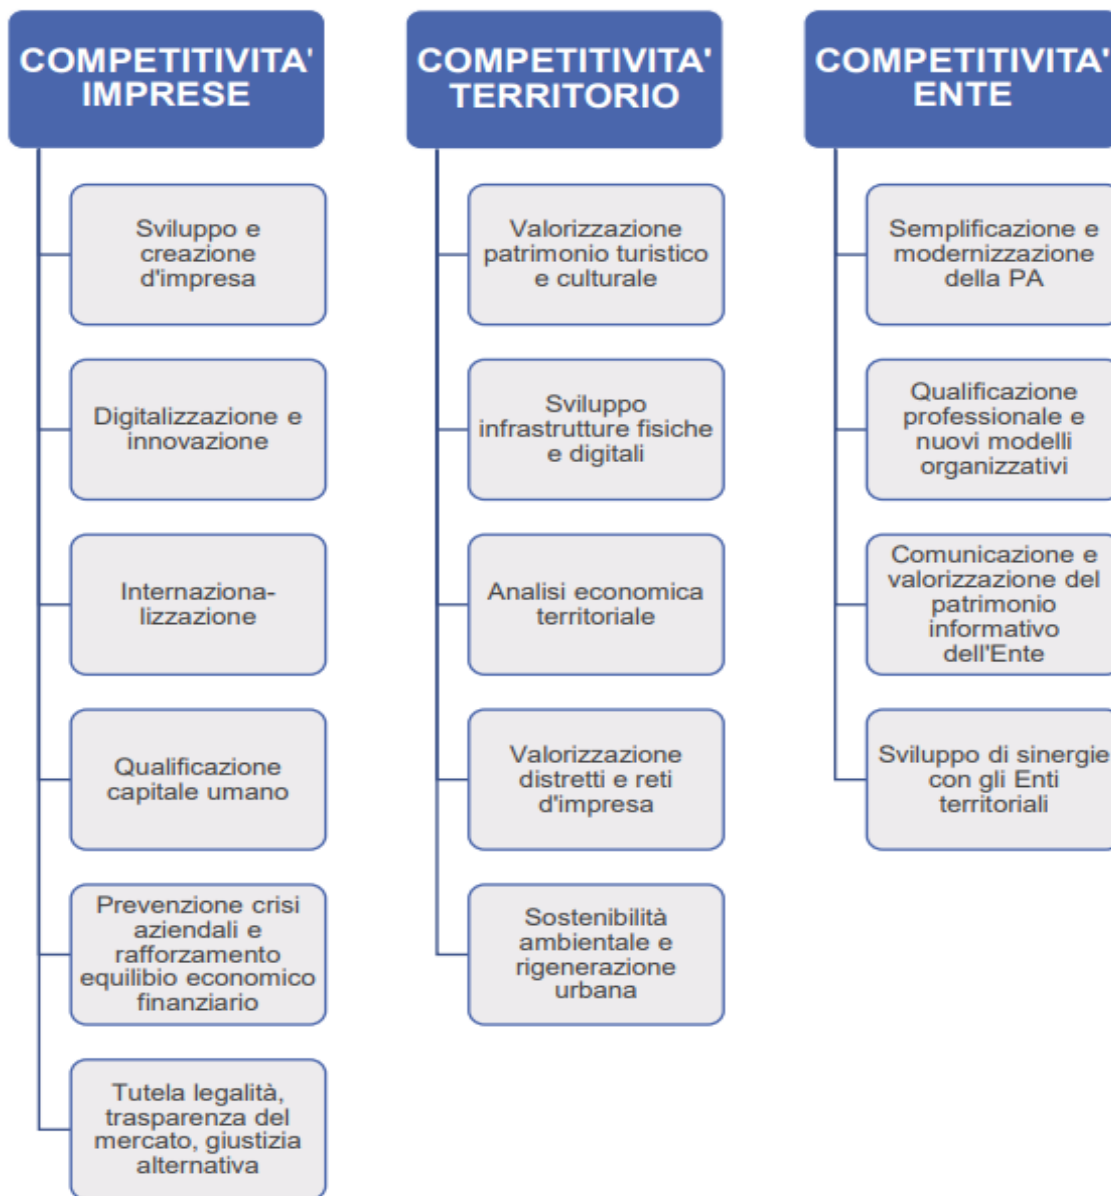 COMPETITIVITA'
IMPRESE
Sviluppo e
creazione
d'impresa
Digitalizzazione e
innovazione
Internaziona-
lizzazione
Qualificazione
capitale umano
Prevenzione crisi
aziendali e
rafforzamento
equilibio economico
finanziario
Tutela legalità,
trasparenza del
mercato, giustizia
alternativa
COMPETITIVITA'
TERRITORIO
Valorizzazione
patrimonio turistico
e culturale
Sviluppo
infrastrutture fisiche
e digitali
Analisi economica
territoriale
Valorizzazione
distretti e reti
d'impresa
Sostenibilità
ambientale e
rigenerazione
urbana
COMPETITIVITA'
ENTE
Semplificazione e
modernizzazione
della PA
Qualificazione
professionale e
nuovi modelli
organizzativi
Comunicazione e
valorizzazione del
patrimonio
informativo
dell'Ente
Sviluppo di sinergie
con gli Enti
territoriali